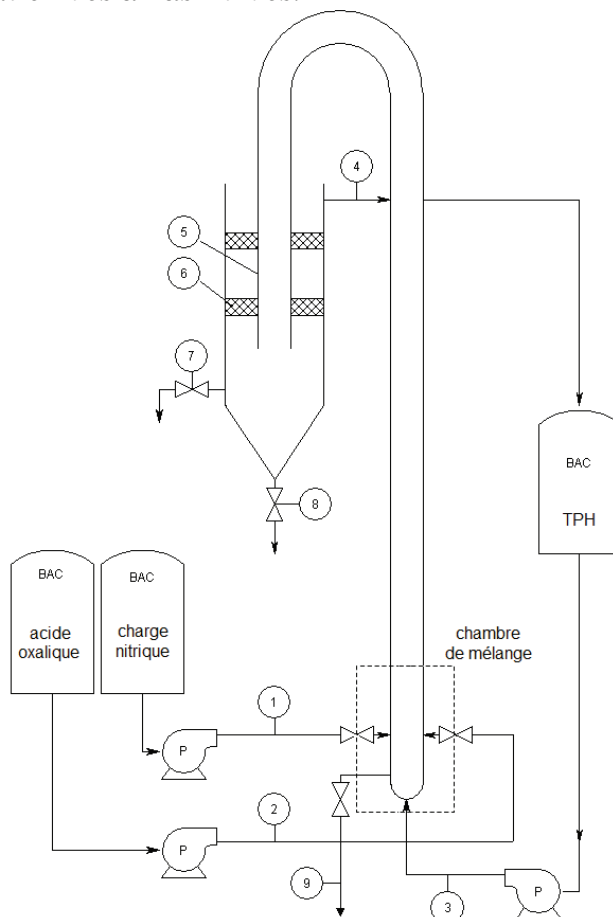 4
5
6
7
8
BAC
TPH
BAC
acide
oxalique
BAC
charge
nitrique
chambre
de mélange
1
P
2
P
9
3
P